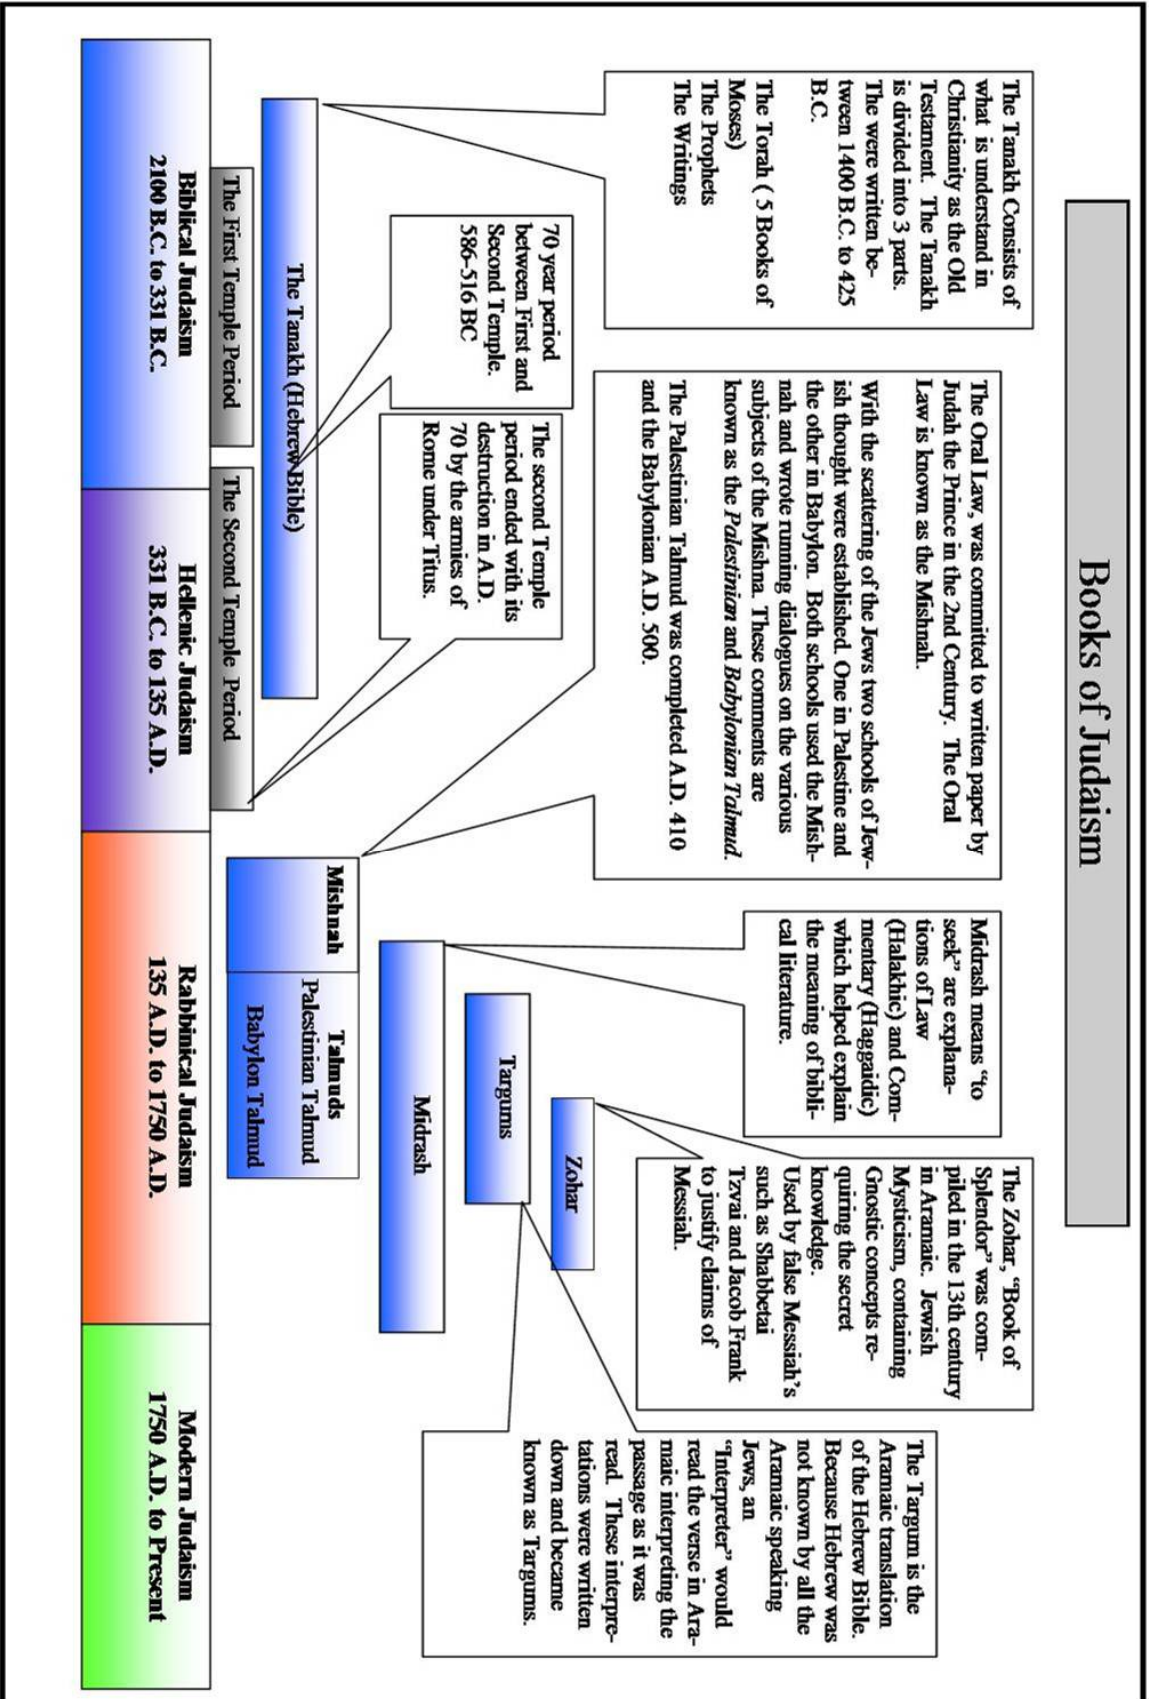 Books of Judaism
The Tanakh Consists of
what is understand in
Christianity as the Old
Testament. The Tanakh
is divided into 3 parts.
The were written be-
tween 1400 B.C. to 425
B.C.
The Torah ( 5 Books of
Moses)
The Prophets
The Writings
The Oral Law, was committed to written paper by
Judah the Prince in the 2nd Century. The Oral
Law is known as the Mishnah.
With the scattering of the Jews two schools of Jew-
ish thought were established. One in Palestine and
the other in Babylon. Both schools used the Mish-
nah and wrote running dialogues on the various
subjects of the Mishna. These comments are
known as the Palestinian and Babylonian Talmud.
The Palestinian Talmud was completed A.D. 410
and the Babylonian A.D. 500.
Midrash means “to
seek” are explana-
tions of Law
(Halakhic) and Com-
mentary (Haggaidic)
which helped explain
the meaning of bibli-
cal literature.
The Zohar, “Book of
Splendor” was com-
piled in the 13th century
in Aramaic. Jewish
Mysticism, containing
Gnostic concepts re-
quiring the secret
knowledge.
Used by false Messiah’s
such as Shabbetai
Tzvai and Jacob Frank
to justify claims of
Messiah.
The Targum is the
Aramaic translation
of the Hebrew Bible.
Because Hebrew was
not known by all the
Aramaic speaking
Jews, an
“Interpreter” would
read the verse in Ara-
maic interpreting the
passage as it was
read. These interpre-
tations were written
down and became
known as Targums.
70 year period
between First and
Second Temple.
586–516 BC
The second Temple
period ended with its
destruction in A.D.
70 by the armies of
Rome under Titus.
Zohar
Targums
Midrash
The Tanakh (Hebrew Bible)
Mishnah
Talmuds
Palestinian Talmud
Babylon Talmud
The First Temple Period
The Second Temple Period
Biblical Judaism
2100 B.C. to 331 B.C.
Hellenic Judaism
331 B.C. to 135 A.D.
Rabbinical Judaism
135 A.D. to 1750 A.D.
Modern Judaism
1750 A.D. to Present